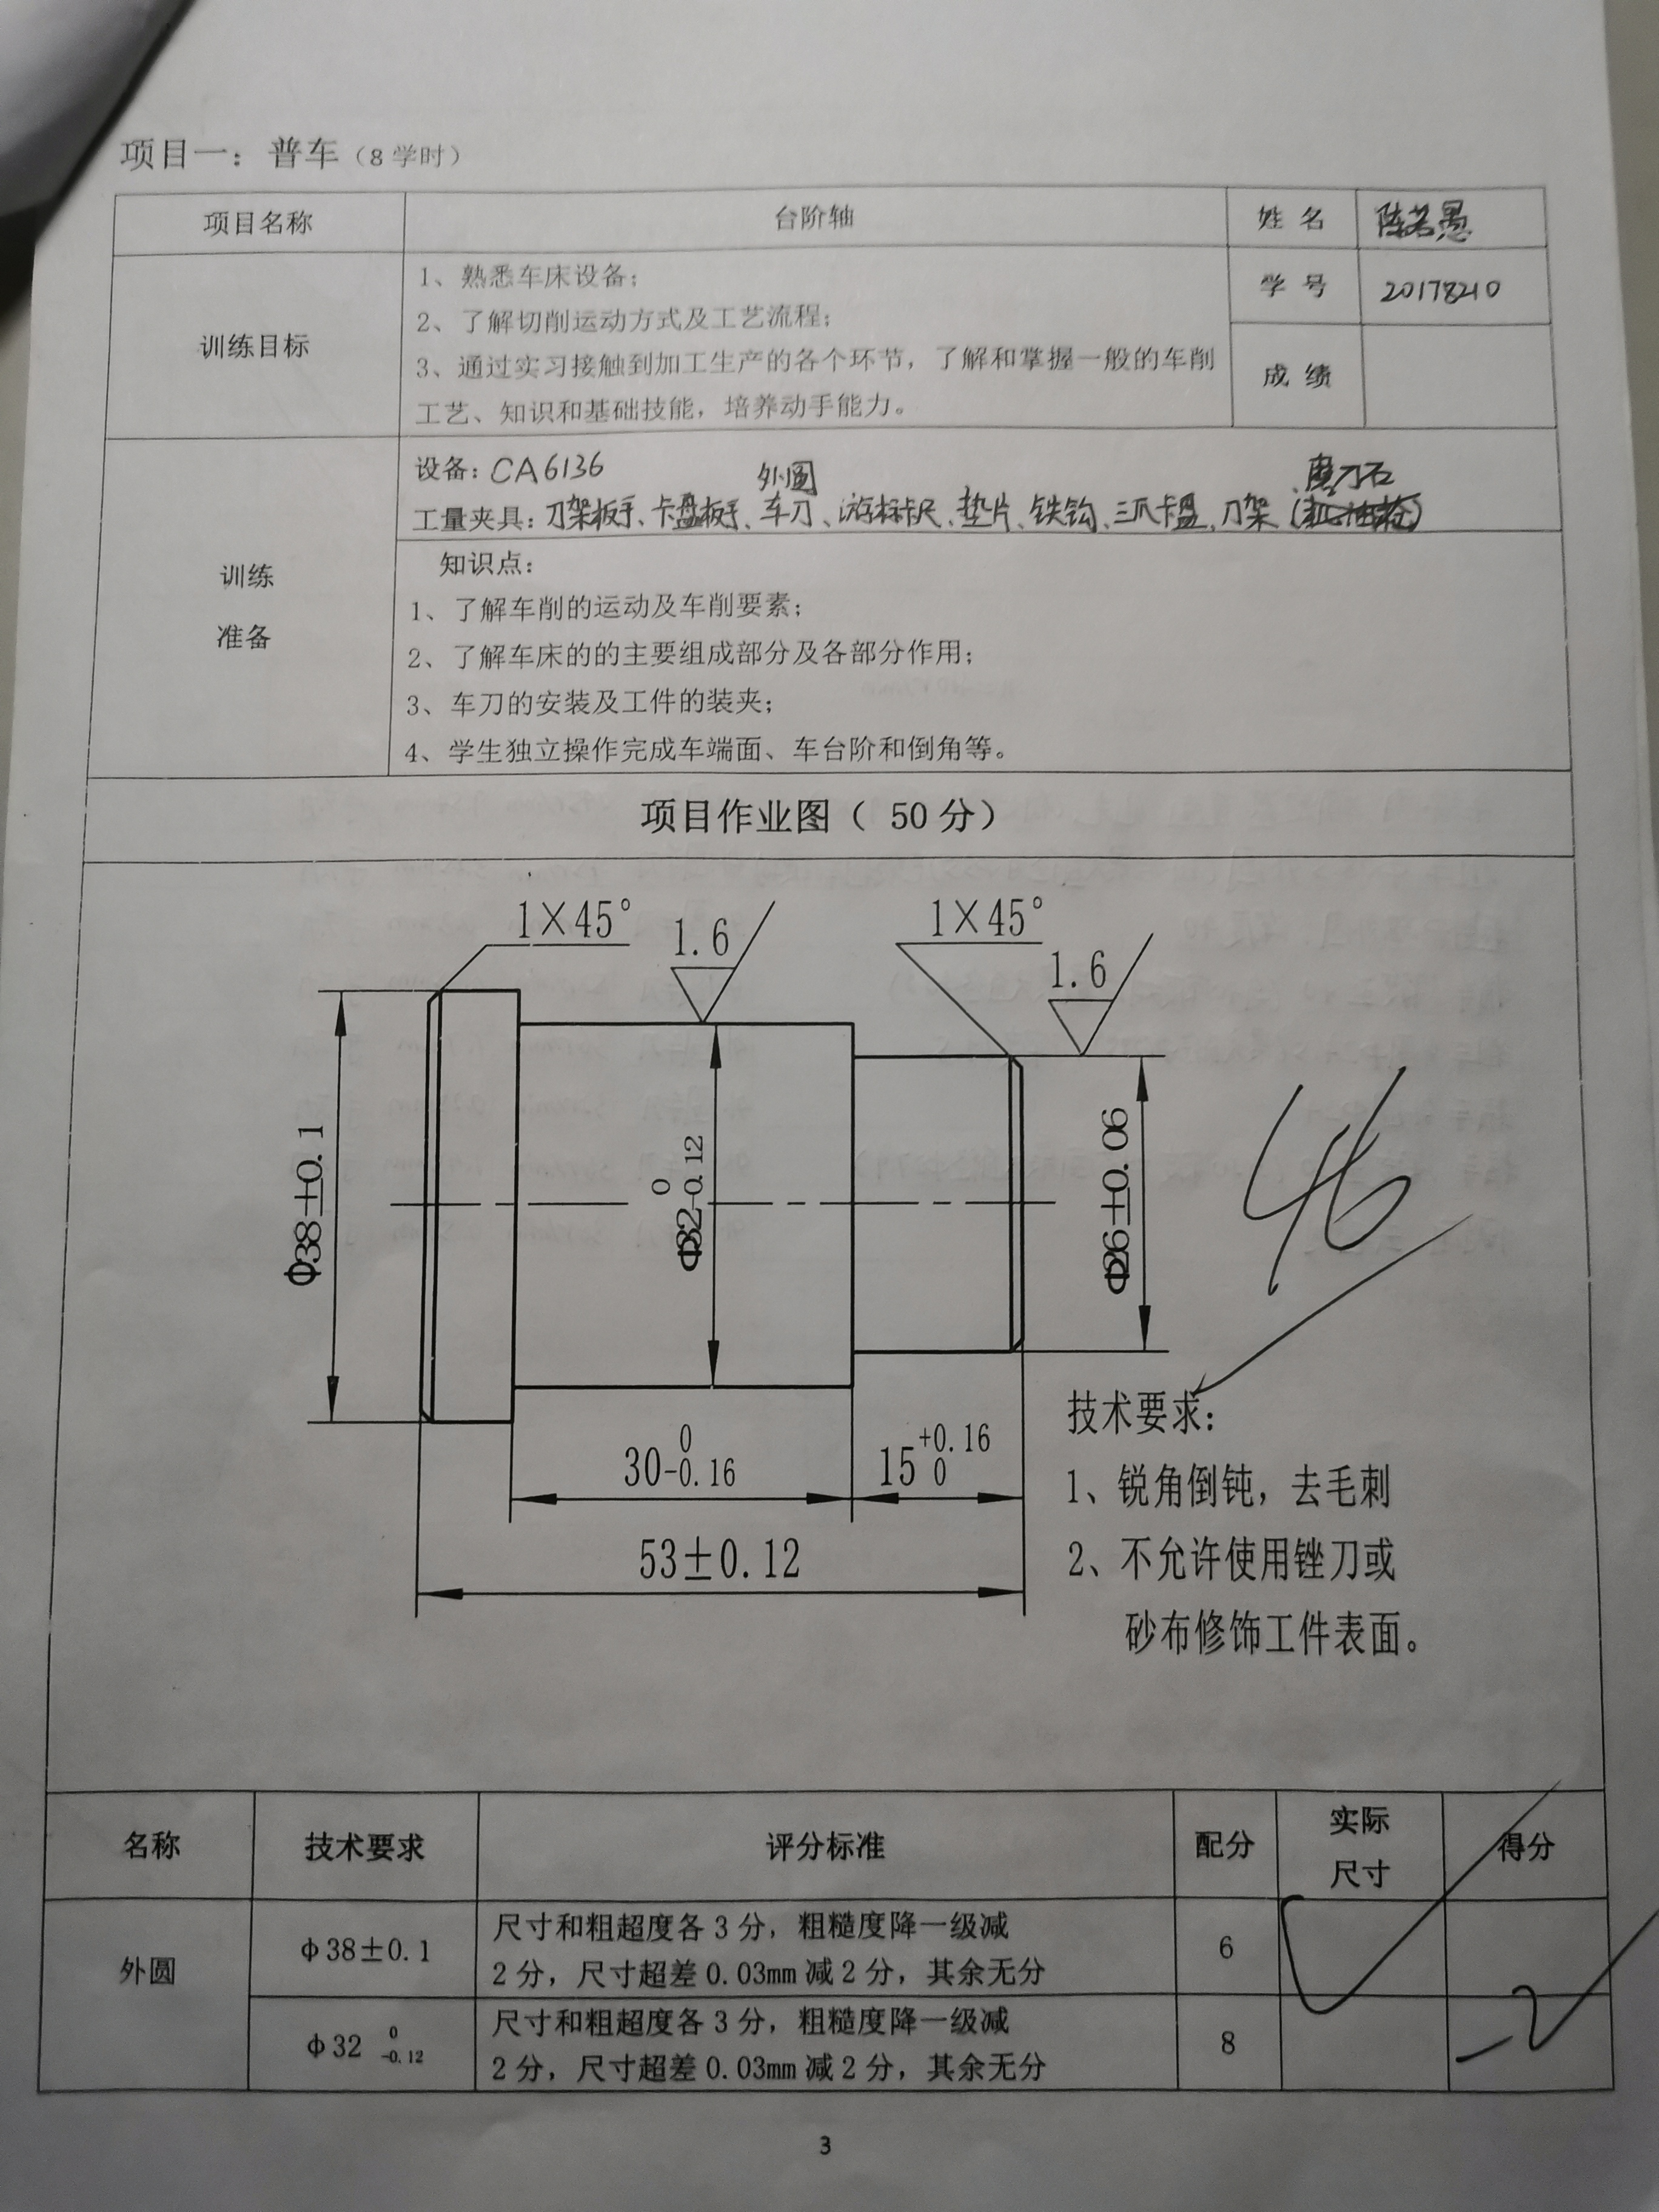 项目一：普车（8学时）
项目名称
台阶轴
姓 名
陈若愚
训练目标
1、熟悉车床设备；
2、了解切削运动方式及工艺流程；
3、通过实习接触到加工生产的各个环节，了解和掌握一般的车削
工艺、知识和基础技能，培养动手能力。
学 号
20178210
成 绩
训练
准备
设备：CA6136
外圆
磨刀石
工量夹具：刀架板手、卡盘板手、车刀、游标卡尺、垫片、铁钩、三爪卡盘、刀架
知识点：
1、了解车削的运动及车削要素；
2、了解车床的的主要组成部分及各部分作用；
3、车刀的安装及工件的装夹；
4、学生独立操作完成车端面、车台阶和倒角等。
项目作业图（ 50分）
1×45°
1.6
1×45°
1.6
Φ38±0.1
Φ32 0 -0.12
Φ26±0.06
46
30 0 -0.16
15 +0.16 0
53±0.12
技术要求：
1、锐角倒钝，去毛刺
2、不允许使用锉刀或
砂布修饰工件表面。
名称
技术要求
评分标准
配分
实际
尺寸
得分
外圆
φ38±0.1
尺寸和粗超度各3分，粗糙度降一级减
2分，尺寸超差0.03mm减2分，其余无分
6
φ32 0 -0.12
尺寸和粗超度各3分，粗糙度降一级减
2分，尺寸超差0.03mm减2分，其余无分
8
-2
3